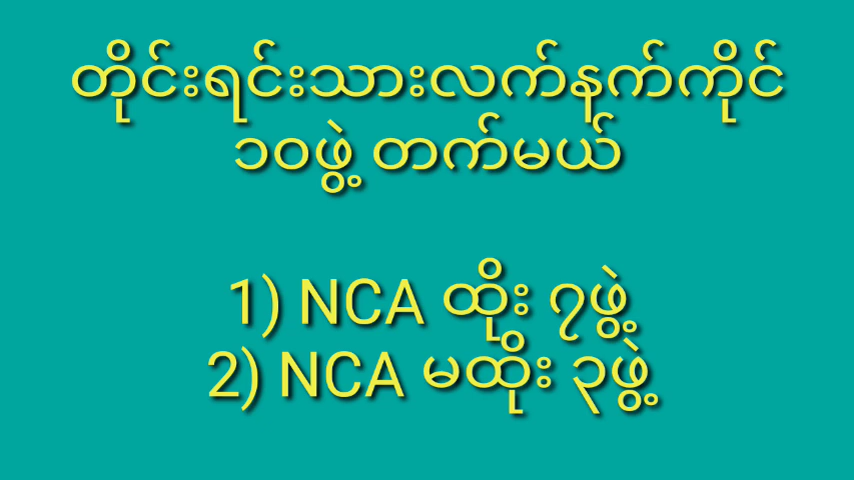 တိုင်းရင်းသားလက်နက်ကိုင်
၁၀ဖွဲ့ တက်မယ်
1) NCA ထိုး ၇ဖွဲ့
2) NCA မထိုး ၃ဖွဲ့